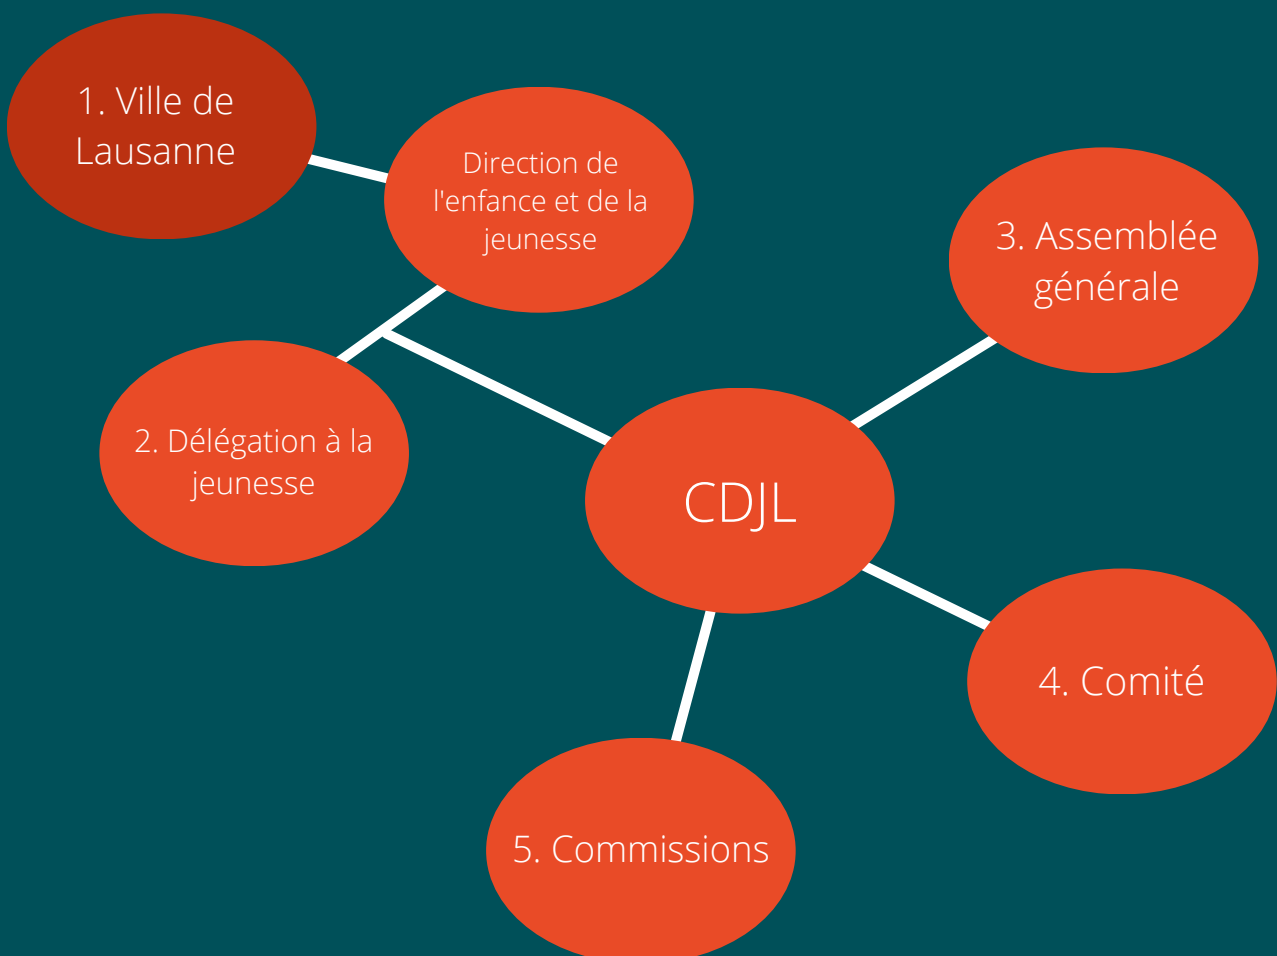 1. Ville de
Lausanne
Direction de
l'enfance et de la
jeunesse
3. Assemblée
générale
2. Délégation à la
jeunesse
CDJL
4. Comité
5. Commissions